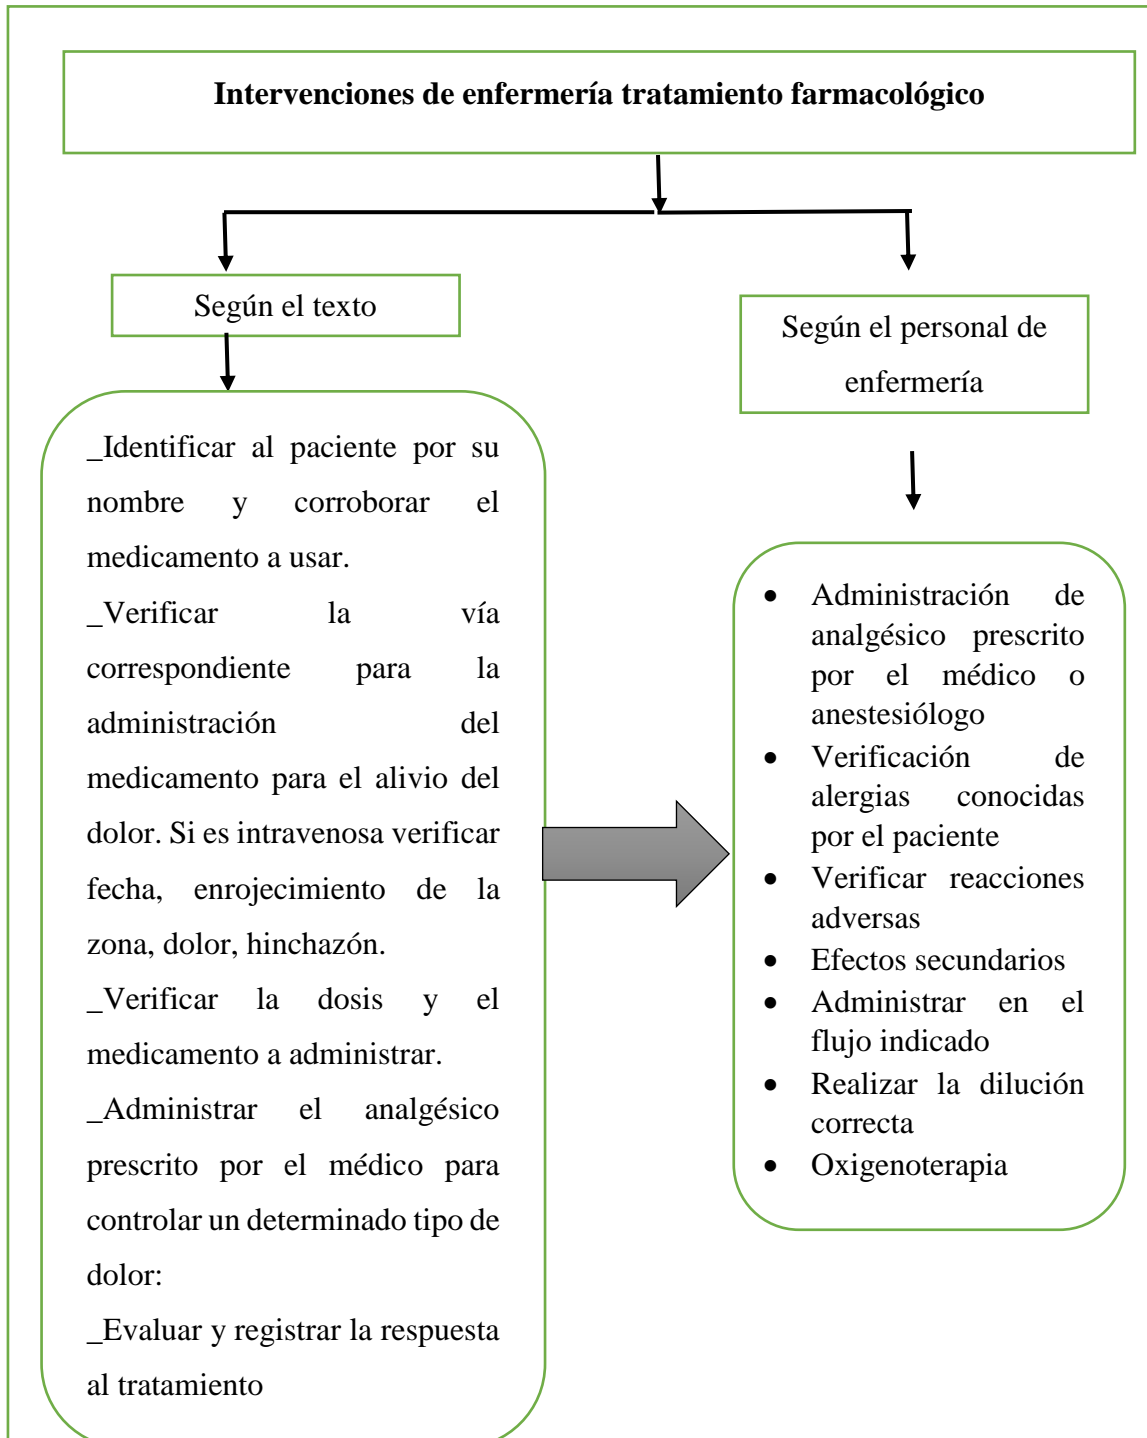 Intervenciones de enfermería tratamiento farmacológico
Según el texto
_Identificar al paciente por su
nombre y corroborar el
medicamento a usar.
_Verificar la vía
correspondiente para la
administración del
medicamento para el alivio del
dolor. Si es intravenosa verificar
fecha, enrojecimiento de la
zona, dolor, hinchazón.
_Verificar la dosis y el
medicamento a administrar.
_Administrar el analgésico
prescrito por el médico para
controlar un determinado tipo de
dolor:
_Evaluar y registrar la respuesta
al tratamiento
Según el personal de
enfermería
• Administración de
analgésico prescrito
por el médico o
anestesiólogo
• Verificación de
alergias conocidas
por el paciente
• Verificar reacciones
adversas
• Efectos secundarios
• Administrar en el
flujo indicado
• Realizar la dilución
correcta
• Oxigenoterapia